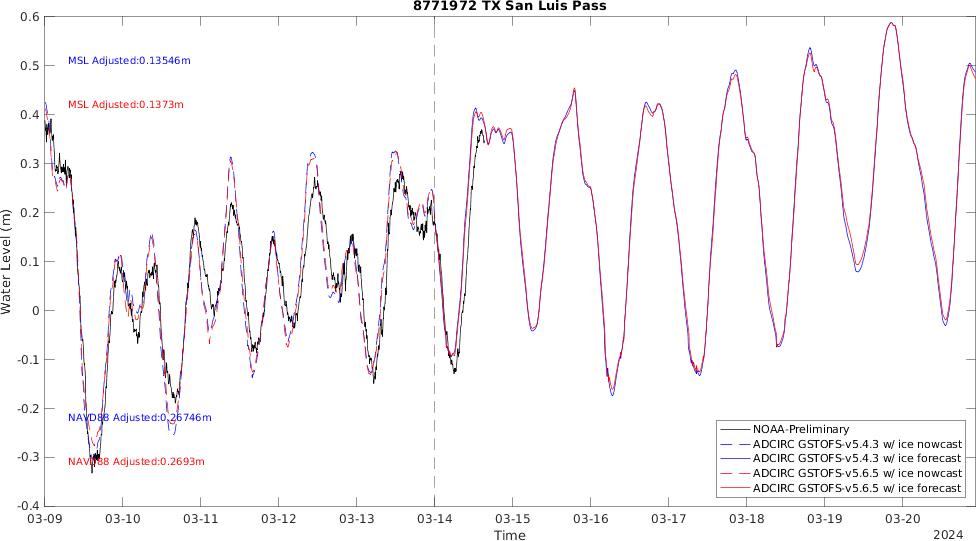 8771972 TX San Luis Pass
0.6
0.5
0.4
0.3
0.2
0.1
0
-0.1
-0.2
-0.3
-0.4
Water Level (m)
MSL Adjusted:0.13546m
MSL Adjusted:0.1373m
NAVD88 Adjusted:0.26746m
NAVD88 Adjusted:0.2693m
NOAA-Preliminary
ADCIRC GSTOFS-v5.4.3 w/ ice nowcast
ADCIRC GSTOFS-v5.4.3 w/ ice forecast
ADCIRC GSTOFS-v5.6.5 w/ ice nowcast
ADCIRC GSTOFS-v5.6.5 w/ ice forecast
03-09 03-10 03-11 03-12 03-13 03-14 03-15 03-16 03-17 03-18 03-19 03-20
Time
2024